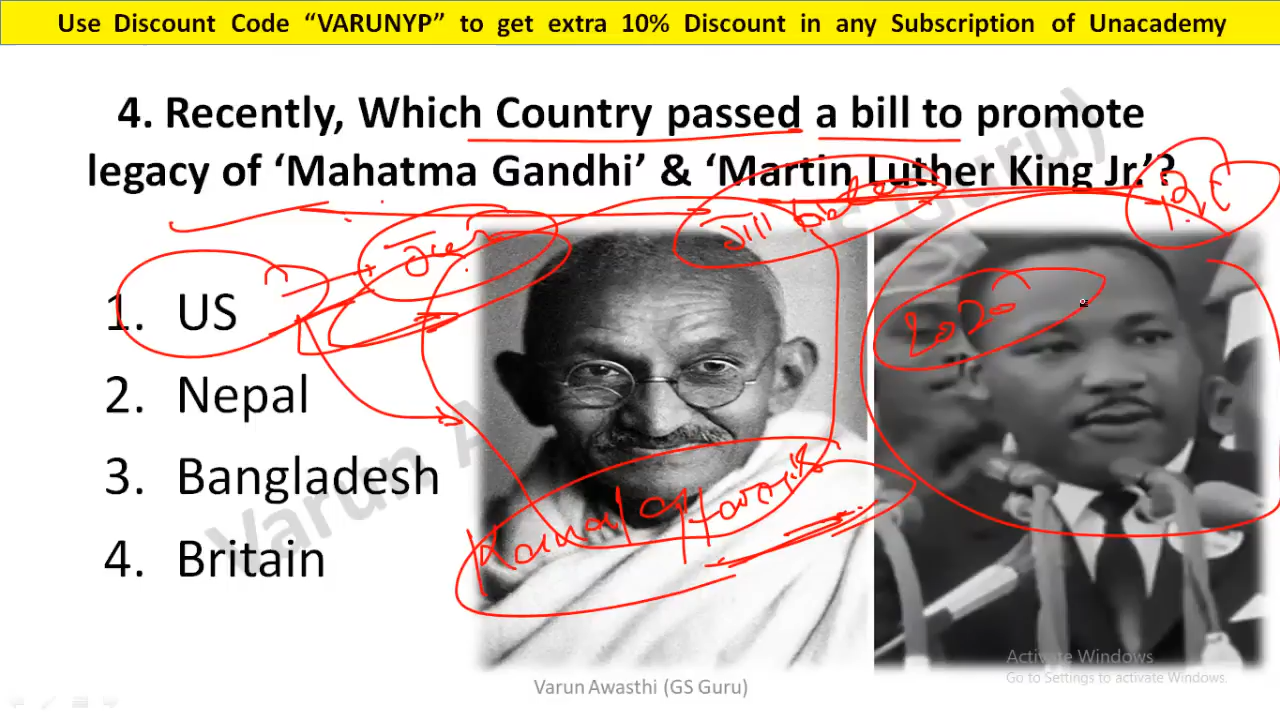 Use Discount Code “VARUNYP” to get extra 10% Discount in any Subscription of Unacademy
4. Recently, Which Country passed a bill to promote
legacy of ‘Mahatma Gandhi’ & ‘Martin Luther King Jr.’?
1. US
2. Nepal
3. Bangladesh
4. Britain
2020
Varun A
Guru)
Activate Windows
Go to Settings to activate Windows.
Varun Awasthi (GS Guru)